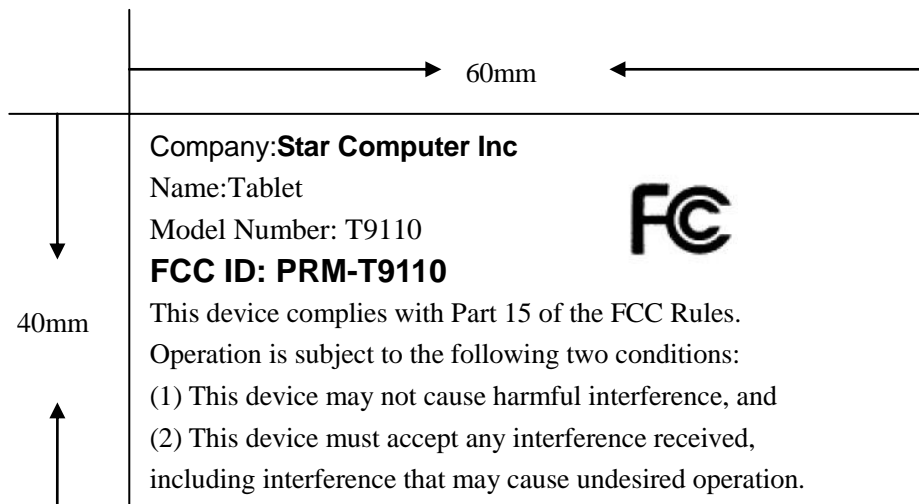 60mm
Company:Star Computer Inc
Name:Tablet
FC
Model Number: T9110
FCC ID: PRM-T9110
40mm
This device complies with Part 15 of the FCC Rules.
Operation is subject to the following two conditions:
(1) This device may not cause harmful interference, and
(2) This device must accept any interference received,
including interference that may cause undesired operation.